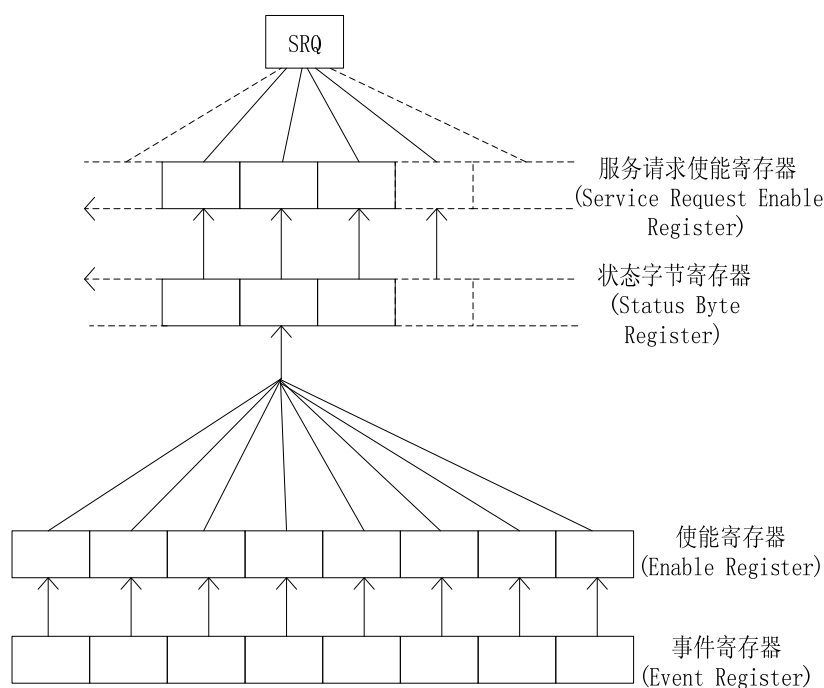 SRQ
服务请求使能寄存器
(Service Request Enable
Register)
状态字节寄存器
(Status Byte
Register)
使能寄存器
(Enable Register)
事件寄存器
(Event Register)